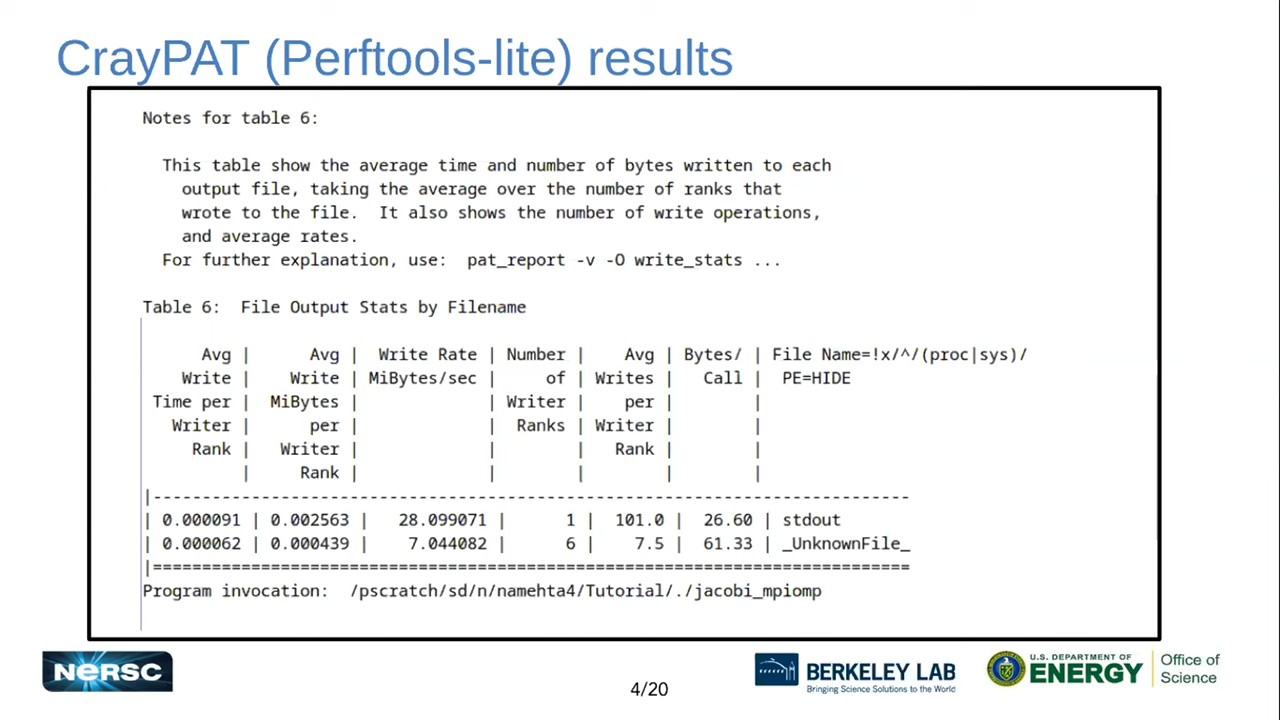 CrayPAT (Perftools-lite) results
Notes for table 6:
This table show the average time and number of bytes written to each
output file, taking the average over the number of ranks that
wrote to the file. It also shows the number of write operations,
and average rates.
For further explanation, use: pat_report -v -O write_stats ...
Table 6: File Output Stats by Filename
Avg | Avg | Write Rate | Number | Avg | Bytes/ | File Name=!x/^/(proc|sys)/
Write | Write | MiBytes/sec | of | Writes | Call | PE=HIDE
Time per | MiBytes | | Writer | per | |
Writer | per | | Ranks | Writer | |
Rank | Writer | | | Rank | |
| Rank | | | | |
|-----------------------------------------------------------------------------
| 0.000091 | 0.002563 | 28.099071 | 1 | 101.0 | 26.60 | stdout
| 0.000062 | 0.000439 | 7.044082 | 6 | 7.5 | 61.33 | _UnknownFile_
|=============================================================================
Program invocation: /pscratch/sd/n/namehta4/Tutorial/./jacobi_mpiomp
NERSC
4/20
BERKELEY LAB
Bringing Science Solutions to the World
U.S. DEPARTMENT OF
ENERGY
Office of
Science